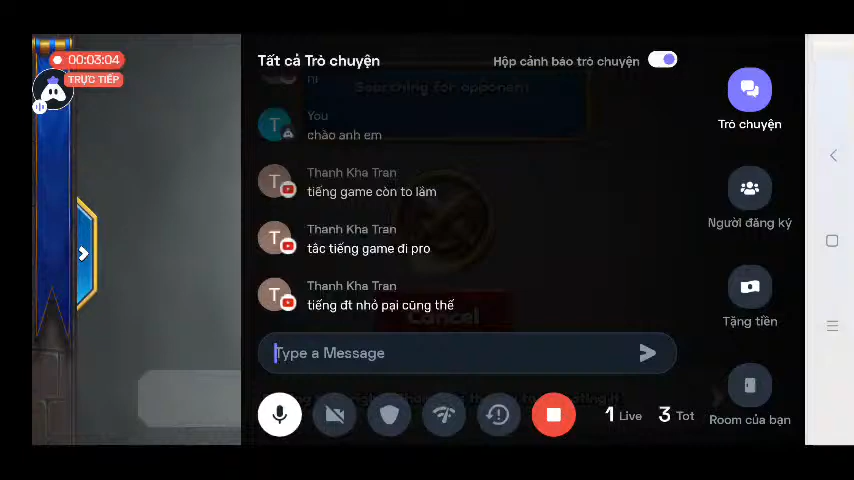 00:03:04
TRỰC TIẾP
Tất cả Trò chuyện
Hộp cảnh báo trò chuyện
hi
Searching for opponent
You
chào anh em
Thanh Kha Tran
tiếng game còn to lắm
Thanh Kha Tran
tâc tiếng game đi pro
Thanh Kha Tran
tiếng đt nhỏ pại cũng thế
Cancel
Type a Message
1 Live
3 Tot
Trò chuyện
Người đăng ký
Tặng tiền
Room của bạn